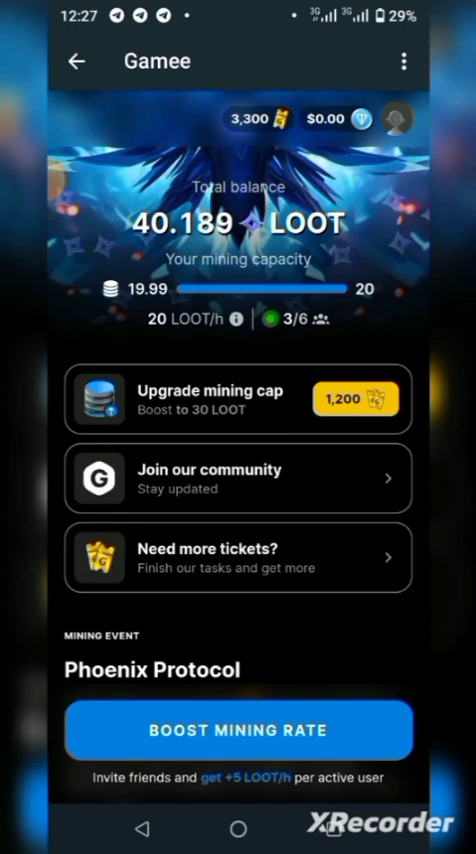 12:27
3G 3G 29%
Gamee
3,300 $0.00
Total balance
40.189 LOOT
Your mining capacity
19.99 20
20 LOOT/h 3/6
Upgrade mining cap
Boost to 30 LOOT
1,200
Join our community
Stay updated
G
Need more tickets?
Finish our tasks and get more
MINING EVENT
Phoenix Protocol
BOOST MINING RATE
Invite friends and get +5 LOOT/h per active user
XRecorder